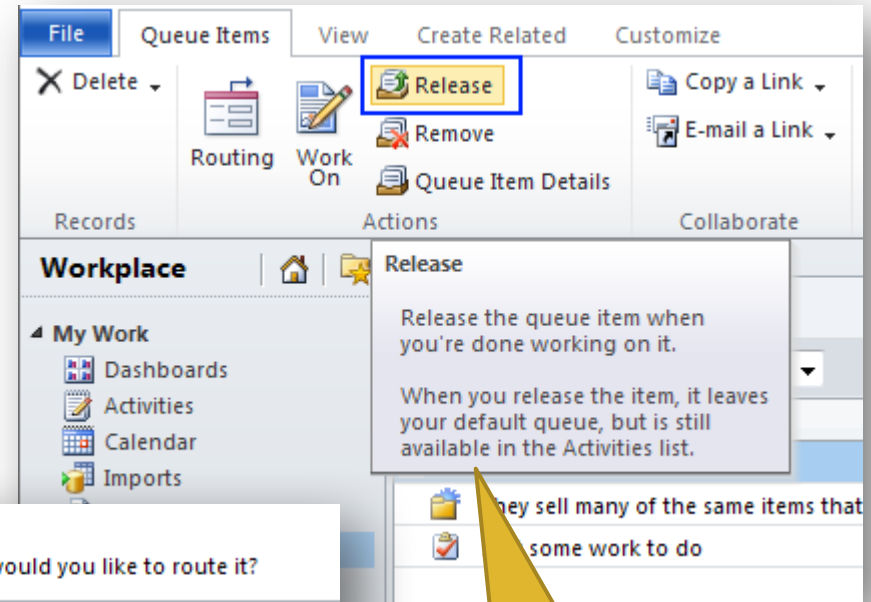 File Queue Items View Create Related Customize
Delete
Routing
Work
On
Release
Remove
Queue Item Details
Copy a Link
E-mail a Link
Records Actions Collaborate
Workplace
Release
Release the queue item when
you're done working on it.
When you release the item, it leaves
your default queue, but is still
available in the Activities list.
My Work
Dashboards
Activities
Calendar
Imports
hey sell many of the same items that
some work to do
would you like to route it?